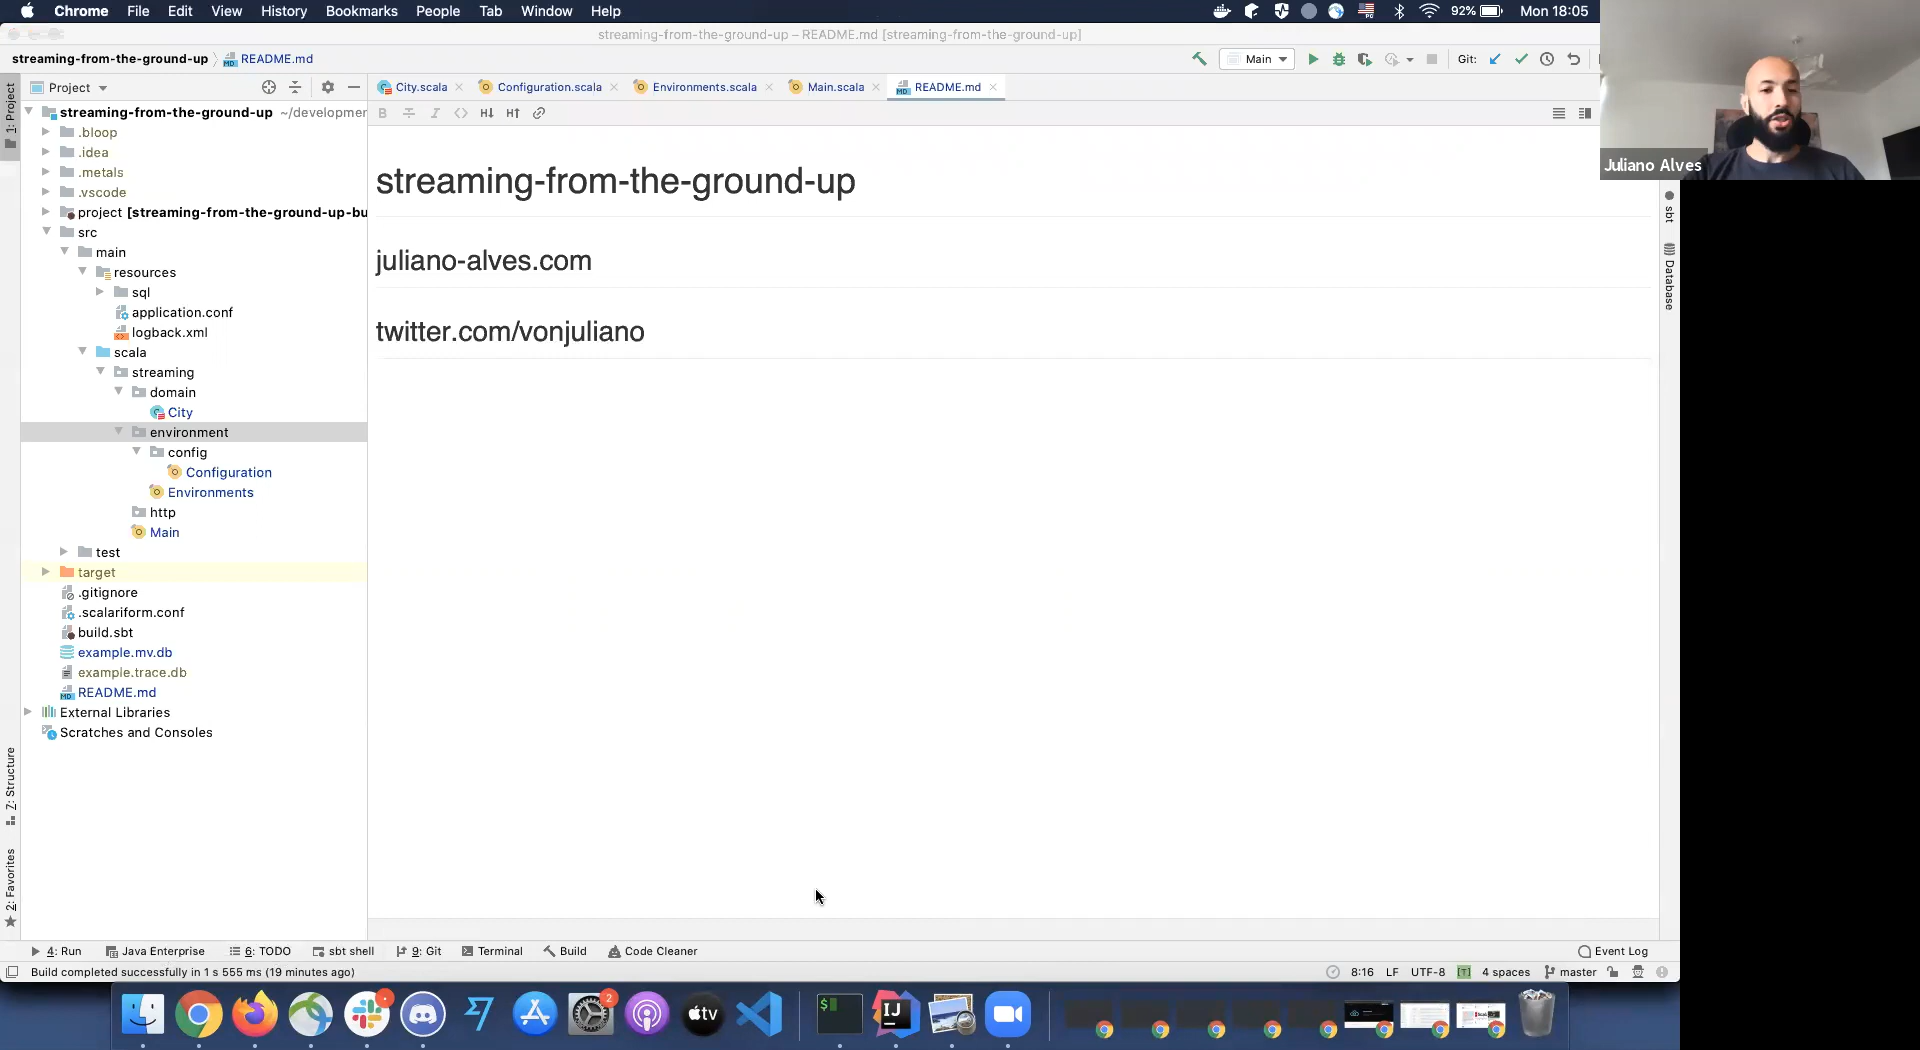 Chrome File Edit View History Bookmarks People Tab Window Help
92% Mon 18:05
streaming-from-the-ground-up – README.md [streaming-from-the-ground-up]
streaming-from-the-ground-up README.md
Main Git:
1: Project
Project
City.scala Configuration.scala Environments.scala Main.scala README.md
streaming-from-the-ground-up ~/developmer
.bloop
.idea
.metals
.vscode
project [streaming-from-the-ground-up-bu
src
main
resources
sql
application.conf
logback.xml
scala
streaming
domain
City
environment
config
Configuration
Environments
http
Main
test
target
.gitignore
.scalariform.conf
build.sbt
example.mv.db
example.trace.db
README.md
External Libraries
Scratches and Consoles
streaming-from-the-ground-up
juliano-alves.com
twitter.com/vonjuliano
Juliano Alves
sbt
Database
7: Structure
2: Favorites
4: Run Java Enterprise 6: TODO sbt shell 9: Git Terminal Build Code Cleaner Event Log
Build completed successfully in 1 s 555 ms (19 minutes ago) 8:16 LF UTF-8 [T] 4 spaces master
2
tv
$
IJ